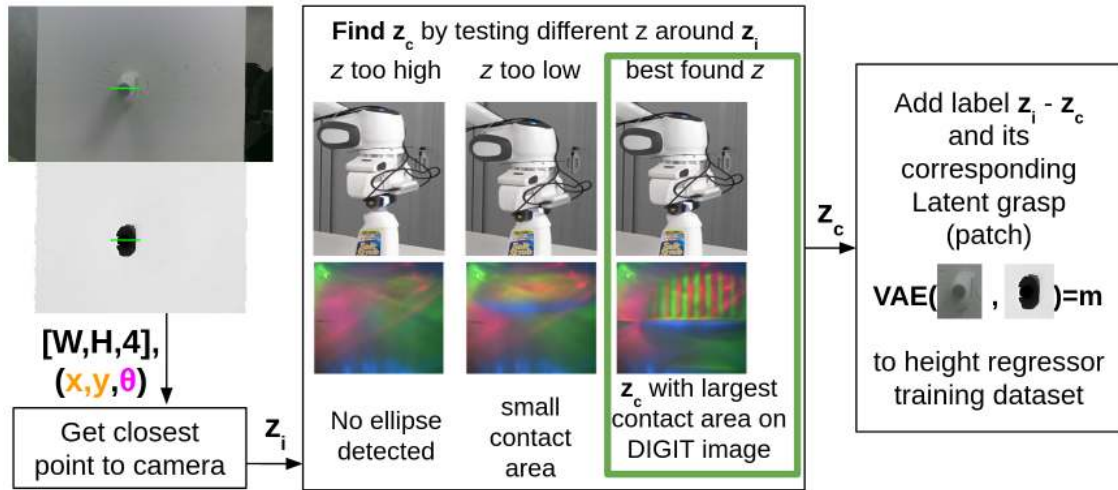 [W,H,4],
(x,y,θ)
Get closest
point to camera
z_i
Find z_c by testing different z around z_i
z too high
z too low
best found z
No ellipse
detected
small
contact
area
z_c with largest
contact area on
DIGIT image
z_c
Add label z_i - z_c
and its
corresponding
Latent grasp
(patch)
VAE( , )=m
to height regressor
training dataset